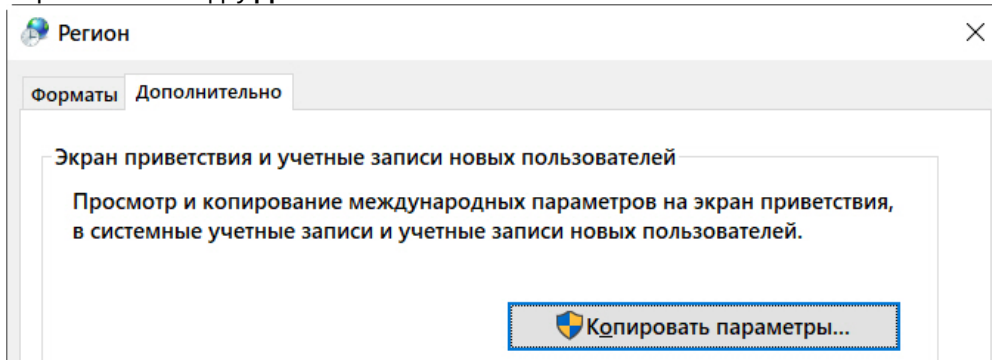 Регион
Форматы
Дополнительно
Экран приветствия и учетные записи новых пользователей
Просмотр и копирование международных параметров на экран приветствия,
в системные учетные записи и учетные записи новых пользователей.
Копировать параметры...